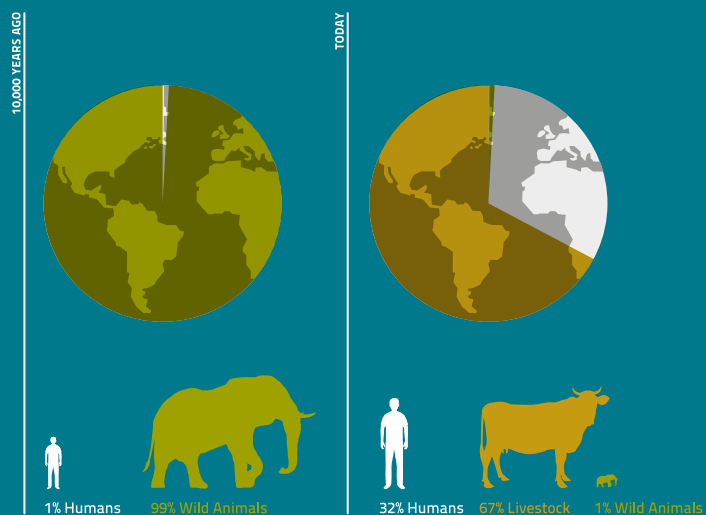 10,000 YEARS AGO
1% Humans
99% Wild Animals
TODAY
32% Humans
67% Livestock
1% Wild Animals